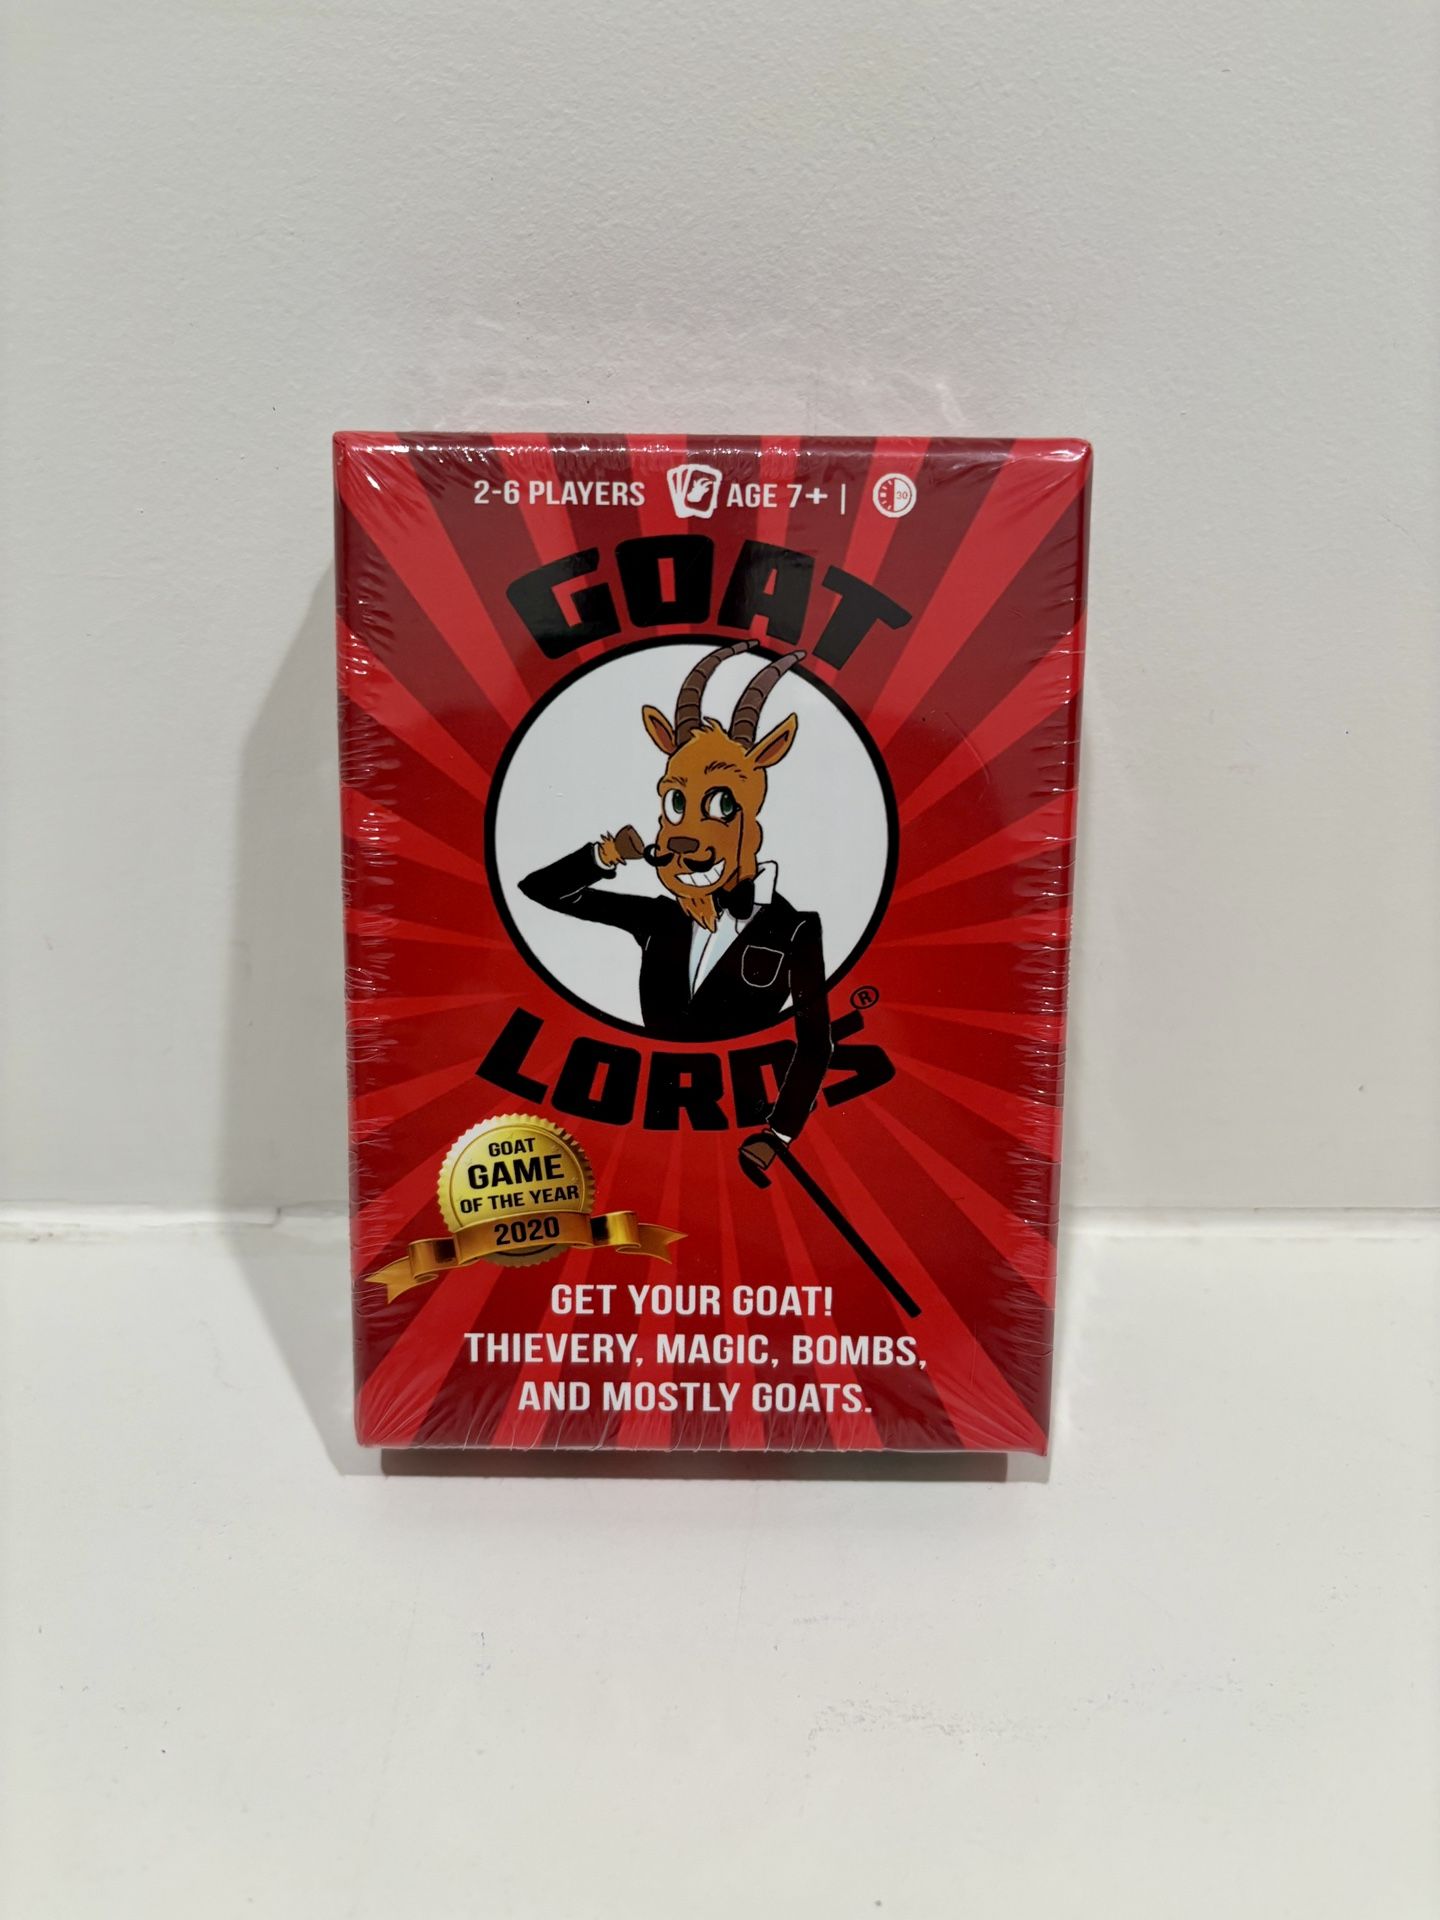 2-6 PLAYERS AGE 7+ | 30
GOAT
LORDS®
GOAT
GAME
OF THE YEAR
2020
GET YOUR GOAT!
THIEVERY, MAGIC, BOMBS,
AND MOSTLY GOATS.